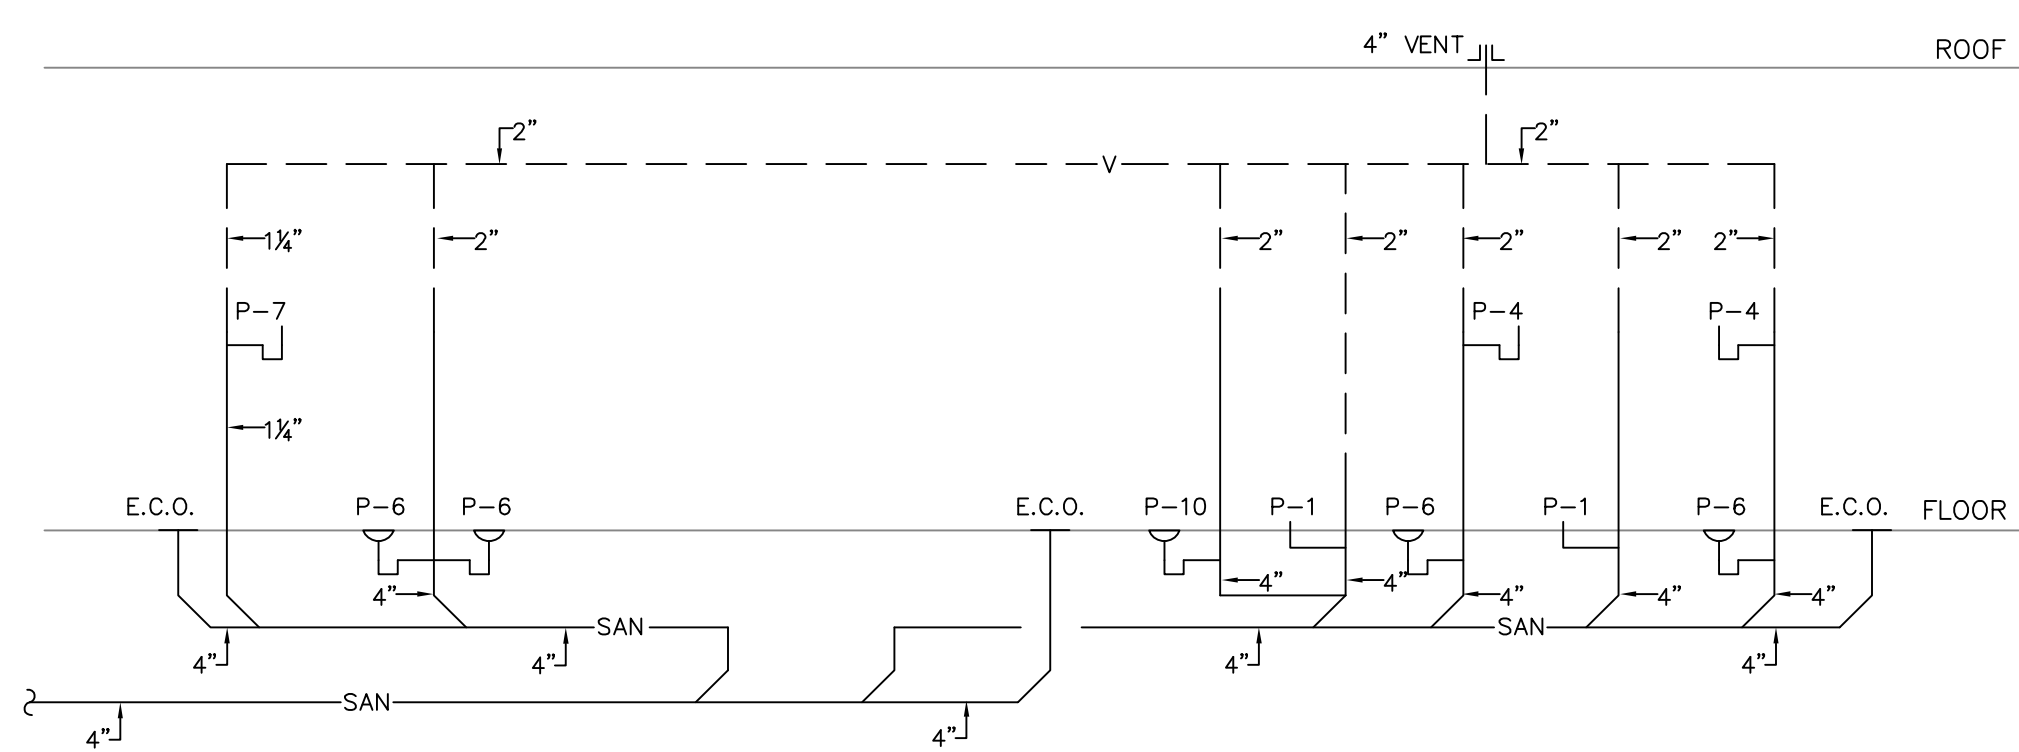 4" VENT
ROOF
2" 2"
V
1¼" 2" 2" 2" 2" 2" 2"
P-7 P-4 P-4
1¼"
E.C.O. P-6 P-6 E.C.O. P-10 P-1 P-6 P-1 P-6 E.C.O. FLOOR
4" 4" 4" 4" 4" 4"
SAN SAN
4" 4" 4" 4"
SAN
4" 4"